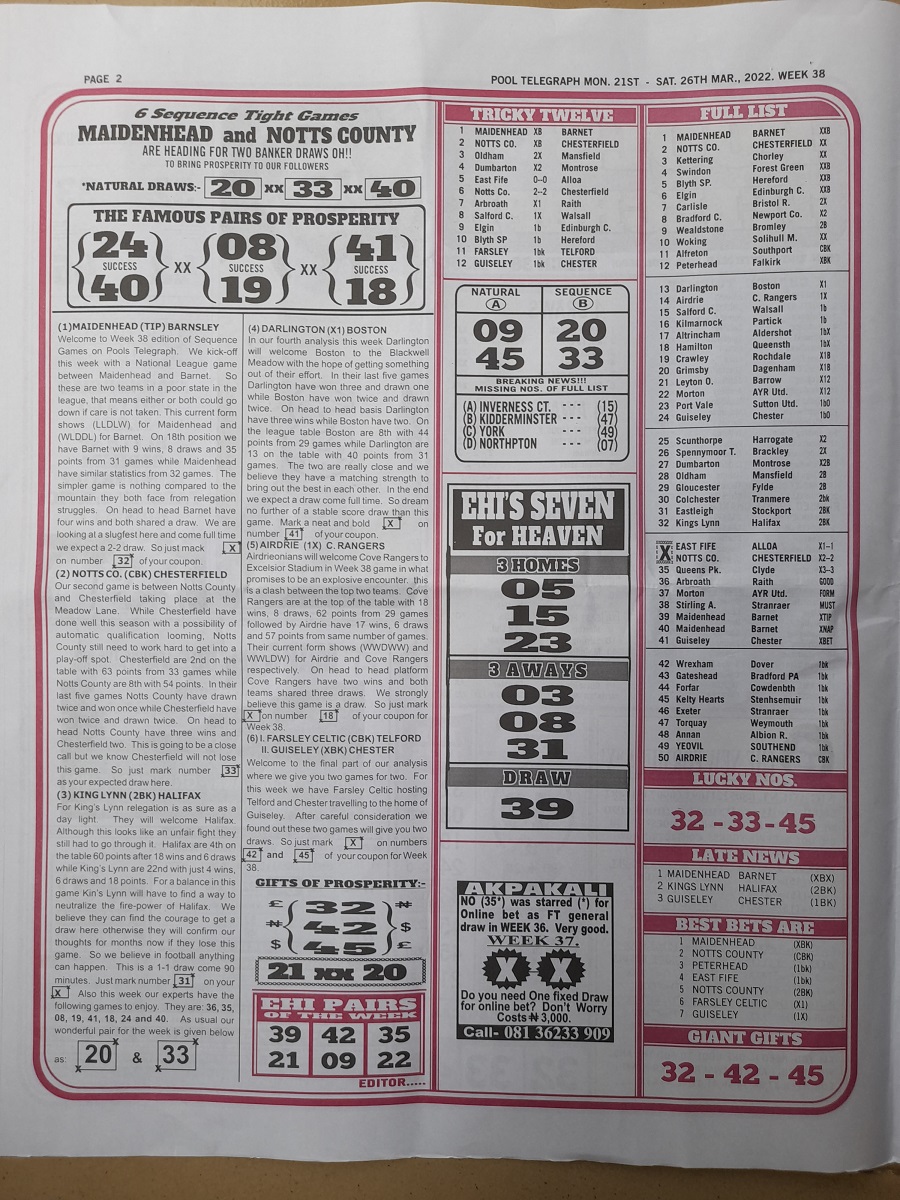 PAGE 2
POOL TELEGRAPH MON. 21ST - SAT. 26TH MAR., 2022. WEEK 38
6 Sequence Tight Games
MAIDENHEAD and NOTTS COUNTY
ARE HEADING FOR TWO BANKER DRAWS OH!!
TO BRING PROSPERITY TO OUR FOLLOWERS
*NATURAL DRAWS:- 20 xx 33 xx 40
THE FAMOUS PAIRS OF PROSPERITY
24 SUCCESS 40 XX 08 SUCCESS 19 XX 41 SUCCESS 18
(1)MAIDENHEAD (TIP) BARNSLEY
Welcome to Week 38 edition of Sequence
Games on Pools Telegraph. We kick-off
this week with a National League game
between Maidenhead and Barnet. So
these are two teams in a poor state in the
league, that means either or both could go
down if care is not taken. This current form
shows (LLDLW) for Maidenhead and
(WLDDL) for Barnet. On 18th position we
have Barnet with 9 wins, 8 draws and 35
points from 31 games while Maidenhead
have similar statistics from 32 games. The
simpler game is nothing compared to the
mountain they both face from relegation
struggles. On head to head Barnet have
four wins and both shared a draw. We are
looking at a slugfest here and come full time
we expect a 2-2 draw. So just mack X
on number 32 of your coupon.
(2) NOTTS CO. (CBK) CHESTERFIELD
Our second game is between Notts County
and Chesterfield taking place at the
Meadow Lane. While Chesterfield have
done well this season with a possibility of
automatic qualification looming, Notts
County still need to work hard to get into a
play-off spot. Chesterfield are 2nd on the
table with 63 points from 33 games while
Notts County are 8th with 54 points. In their
last five games Notts County have drawn
twice and won once while Chesterfield have
won twice and drawn twice. On head to
head Notts County have three wins and
Chesterfield two. This is going to be a close
call but we know Chesterfield will not lose
this game. So just mark number 33
as your expected draw here.
(3) KING LYNN (2BK) HALIFAX
For King's Lynn relegation is as sure as a
day light. They will welcome Halifax.
Although this looks like an unfair fight they
still had to go through it. Halifax are 4th on
the table 60 points after 18 wins and 6 draws
while King's Lynn are 22nd with just 4 wins,
6 draws and 18 points. For a balance in this
game Kin's Lynn will have to find a way to
neutralize the fire-power of Halifax. We
believe they can find the courage to get a
draw here otherwise they will confirm our
thoughts for months now if they lose this
game. So we believe in football anything
can happen. This is a 1-1 draw come 90
minutes. Just mark number 31 on your
X Also this week our experts have the
following games to enjoy. They are: 36, 35,
08, 19, 41, 18, 24 and 40. As usual our
wonderful pair for the week is given below
as: 20 & 33
(4) DARLINGTON (X1) BOSTON
In our fourth analysis this week Darlington
will welcome Boston to the Blackwell
Meadow with the hope of getting something
out of their effort. In their last five games
Darlington have won three and drawn one
while Boston have won twice and drawn
twice. On head to head basis Darlington
have three wins while Boston have two. On
the league table Boston are 8th with 44
points from 29 games while Darlington are
13 on the table with 40 points from 31
games. The two are really close and we
believe they have a matching strength to
bring out the best in each other. In the end
we expect a draw come full time. So dream
no further of a stable score draw than this
game. Mark a neat and bold X on
number 41 of your coupon.
(5) AIRDRIE (1X) C. RANGERS
Airdrieonians will welcome Cove Rangers to
Excelsior Stadium in Week 38 game in what
promises to be an explosive encounter. this
is a clash between the top two teams. Cove
Rangers are at the top of the table with 18
wins, 8 draws, 62 points from 29 games
followed by Airdrie have 17 wins, 6 draws
and 57 points from same number of games.
Their current form shows (WWDWW) and
(WWLDW) for Airdrie and Cove Rangers
respectively. On head to head platform
Cove Rangers have two wins and both
teams shared three draws. We strongly
believe this game is a draw. So just mark
X on number 18 of your coupon for
Week 38.
(6) I. FARSLEY CELTIC (CBK) TELFORD
II. GUISELEY (XBK) CHESTER
Welcome to the final part of our analysis
where we give you two games for two. For
this week we have Farsley Celtic hosting
Telford and Chester travelling to the home of
Guiseley. After careful consideration we
found out these two games will give you two
draws. So just mark X on numbers
42 and 45 of your coupon for Week
38.
GIFTS OF PROSPERITY:-
£ 32 ₦
₦ 42 $
$ 45 £
21 xx 20
EHI PAIRS
OF THE WEEK
39 42 35
21 09 22
EDITOR.....
TRICKY TWELVE
1 MAIDENHEAD XB BARNET
2 NOTTS CO. XB CHESTERFIELD
3 Oldham 2X Mansfield
4 Dumbarton X2 Montrose
5 East Fife 0-0 Alloa
6 Notts Co. 2-2 Chesterfield
7 Arbroath X1 Raith
8 Salford C. 1X Walsall
9 Elgin 1b Edinburgh C.
10 Blyth SP 1b Hereford
11 FARSLEY 1bk TELFORD
12 GUISELEY 1bk CHESTER
NATURAL A SEQUENCE B
09 20
45 33
BREAKING NEWS!!!
MISSING NOS. OF FULL LIST
(A) INVERNESS CT. --- (15)
(B) KIDDERMINSTER --- (47)
(C) YORK --- (49)
(D) NORTHPTON --- (07)
EHI'S SEVEN
For HEAVEN
3 HOMES
05
15
23
3 AWAYS
03
08
31
DRAW
39
AKPAKALI
NO (35*) was starred (*) for
Online bet as FT general
draw in WEEK 36. Very good.
WEEK 37.
X X
Do you need One fixed Draw
for online bet? Don't Worry
Costs ₦ 3,000.
Call- 081 36233 909
FULL LIST
1 MAIDENHEAD BARNET XXB
2 NOTTS CO. CHESTERFIELD XX
3 Kettering Chorley XX
4 Swindon Forest Green XXB
5 Blyth SP. Hereford XXB
6 Elgin Edinburgh C. XXB
7 Carlisle Bristol R. 2X
8 Bradford C. Newport Co. X2
9 Wealdstone Bromley 2B
10 Woking Solihull M. XX
11 Alfreton Southport CBK
12 Peterhead Falkirk XBK
13 Darlington Boston X1
14 Airdrie C. Rangers 1X
15 Salford C. Walsall 1b
16 Kilmarnock Partick 1b
17 Altrincham Aldershot 1bX
18 Hamilton Queensth 1bX
19 Crawley Rochdale X1B
20 Grimsby Dagenham X1B
21 Leyton O. Barrow X12
22 Morton AYR Utd. X12
23 Port Vale Sutton Utd. 1b0
24 Guiseley Chester 1b0
25 Scunthorpe Harrogate X2
26 Spennymoor T. Brackley 2X
27 Dumbarton Montrose X2B
28 Oldham Mansfield 2B
29 Gloucester Fylde 2B
30 Colchester Tranmere 2bk
31 Eastleigh Stockport 2BK
32 Kings Lynn Halifax 2BK
X EAST FIFE ALLOA X1-1
NOTTS CO. CHESTERFIELD X2-2
35 Queens Pk. Clyde X3-3
36 Arbroath Raith GOOD
37 Morton AYR Utd. FORM
38 Stirling A. Stranraer MUST
39 Maidenhead Barnet XTIP
40 Maidenhead Barnet XNAP
41 Guiseley Chester XBET
42 Wrexham Dover 1bk
43 Gateshead Bradford PA 1bk
44 Forfar Cowdenbth 1bk
45 Kelty Hearts Stenhsemuir 1bk
46 Exeter Stranraer 1bk
47 Torquay Weymouth 1bk
48 Annan Albion R. 1bk
49 YEOVIL SOUTHEND 1bk
50 AIRDRIE C. RANGERS CBK
LUCKY NOS.
32 - 33 - 45
LATE NEWS
1 MAIDENHEAD BARNET (XBX)
2 KINGS LYNN HALIFAX (2BK)
3 GUISELEY CHESTER (1BK)
BEST BETS ARE
1 MAIDENHEAD (XBK)
2 NOTTS COUNTY (CBK)
3 PETERHEAD (1bk)
4 EAST FIFE (1bk)
5 NOTTS COUNTY (2BK)
6 FARSLEY CELTIC (X1)
7 GUISELEY (1X)
GIANT GIFTS
32 - 42 - 45